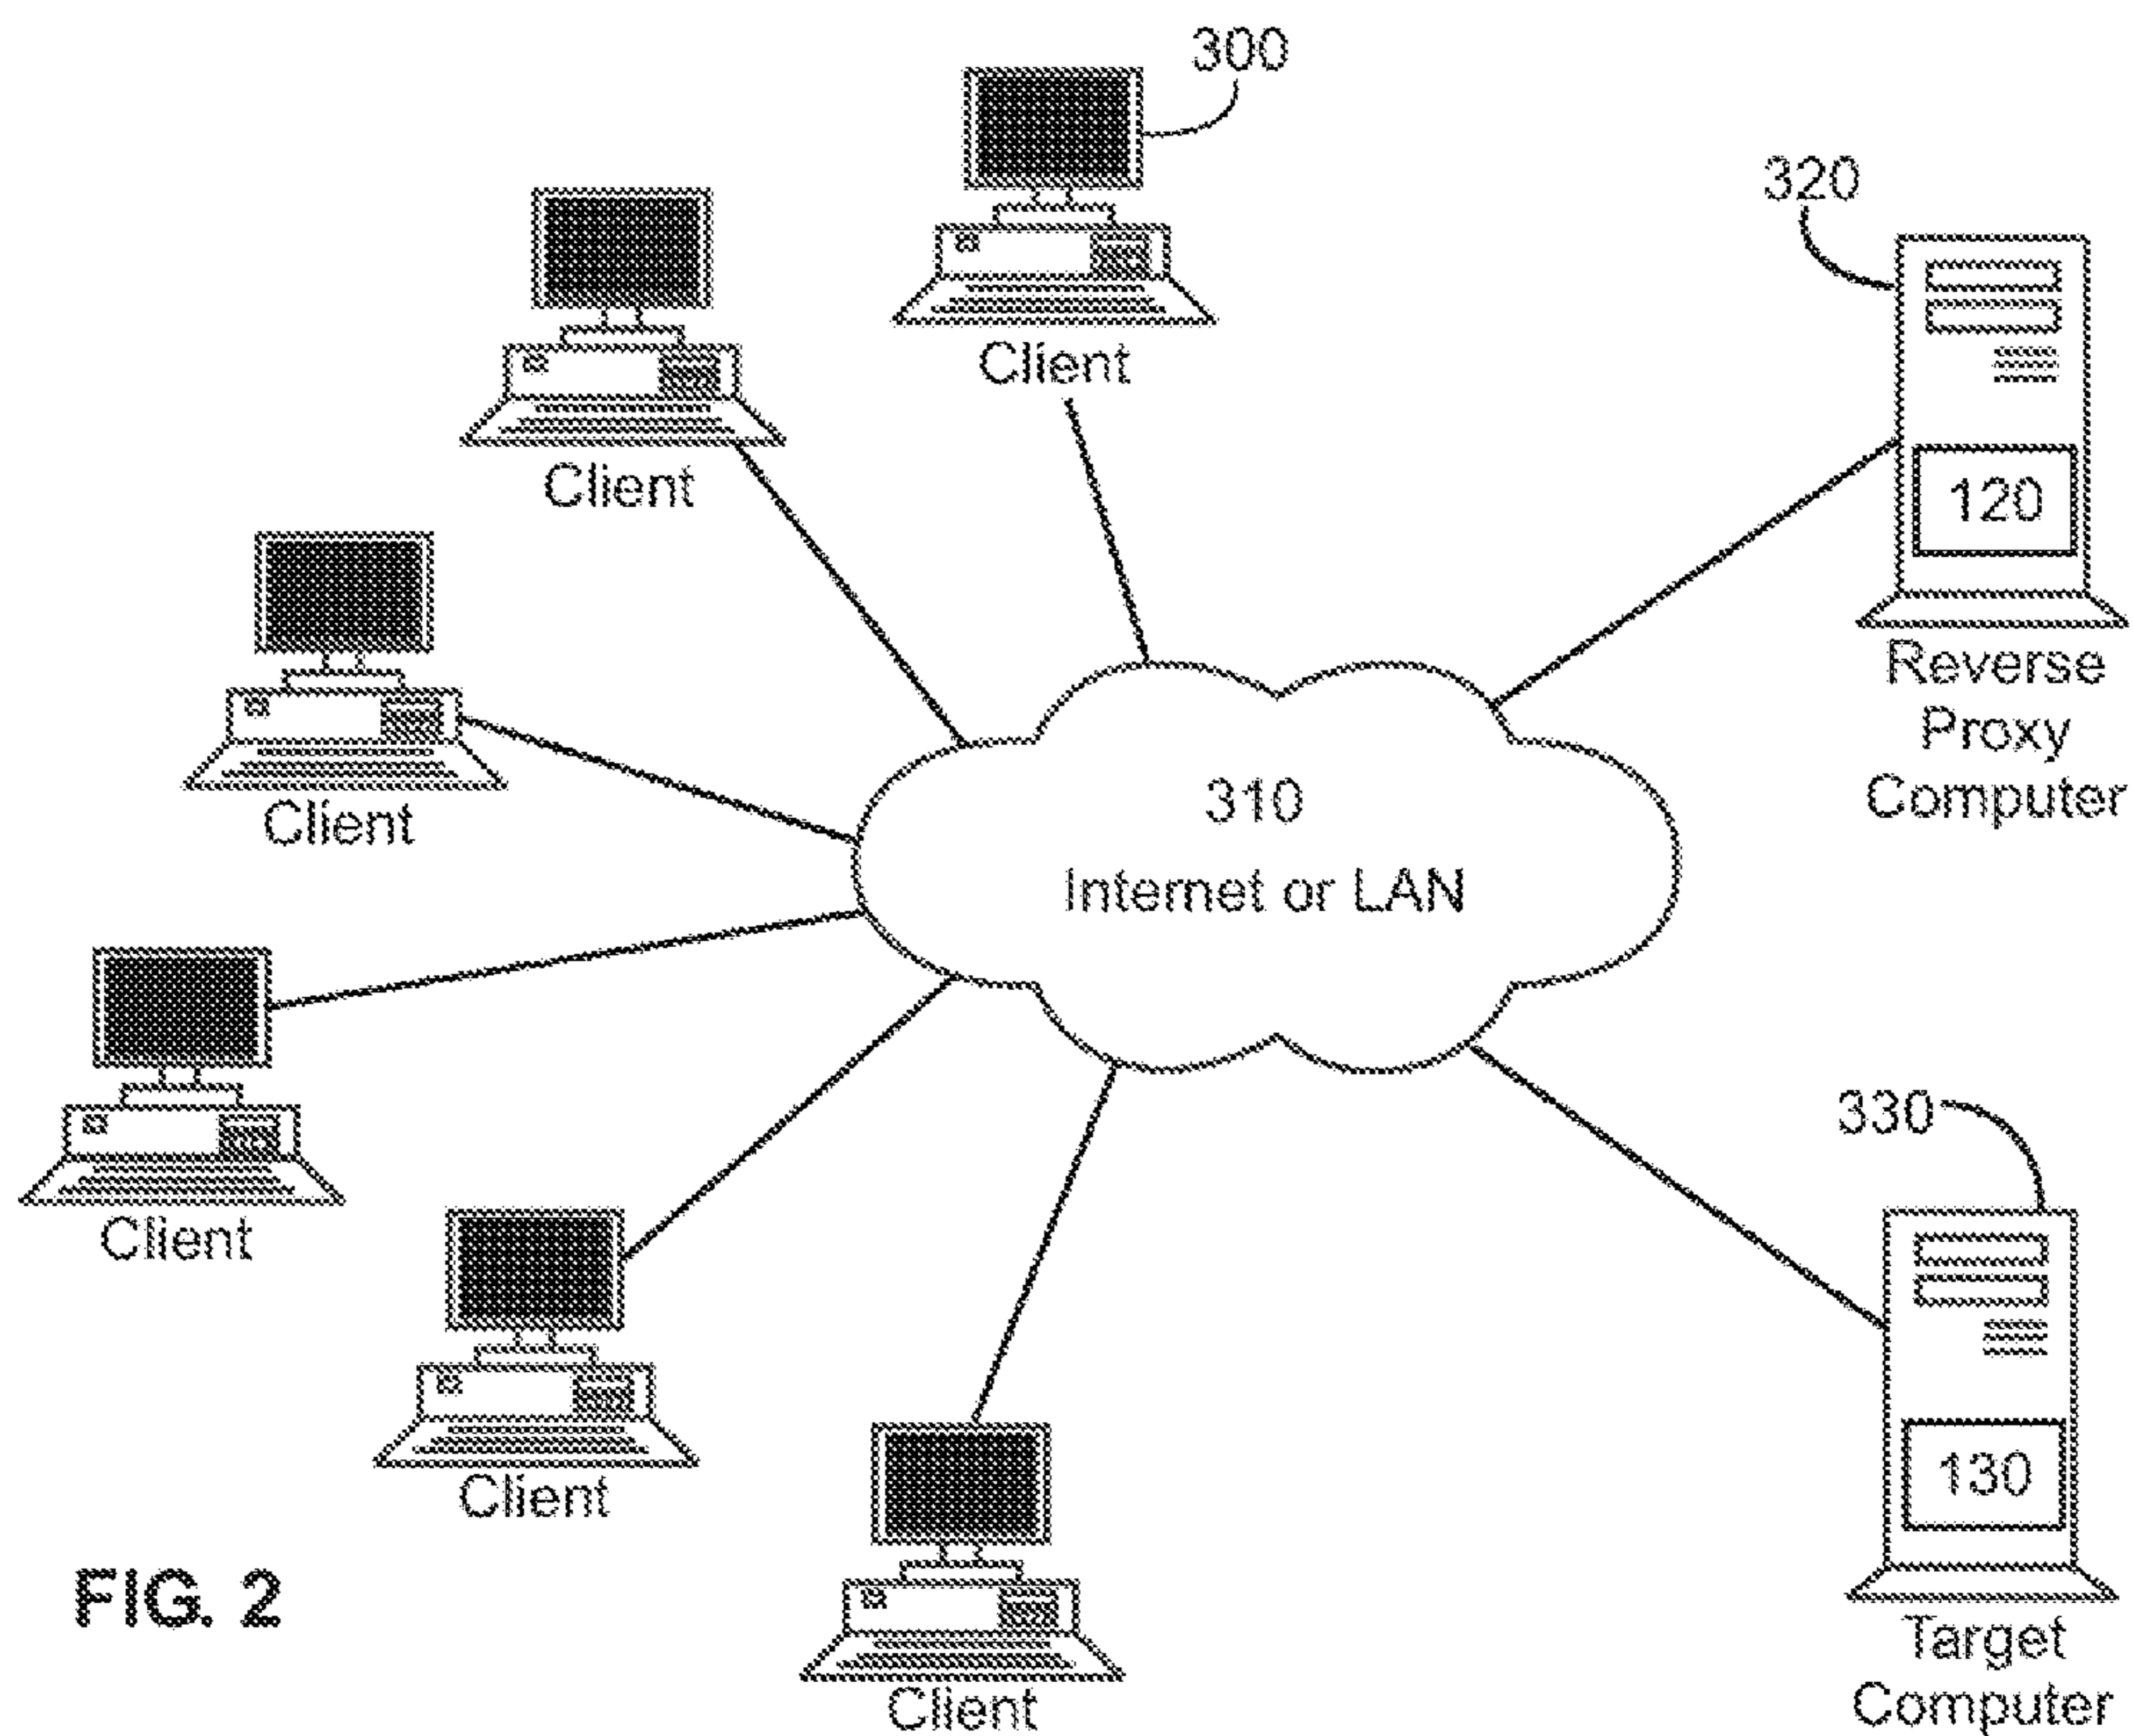 300
320
Client
Client
120
Reverse
Proxy
Computer
Client
310
Internet or LAN
330
Client
Client
130
FIG. 2
Target
Computer
Client